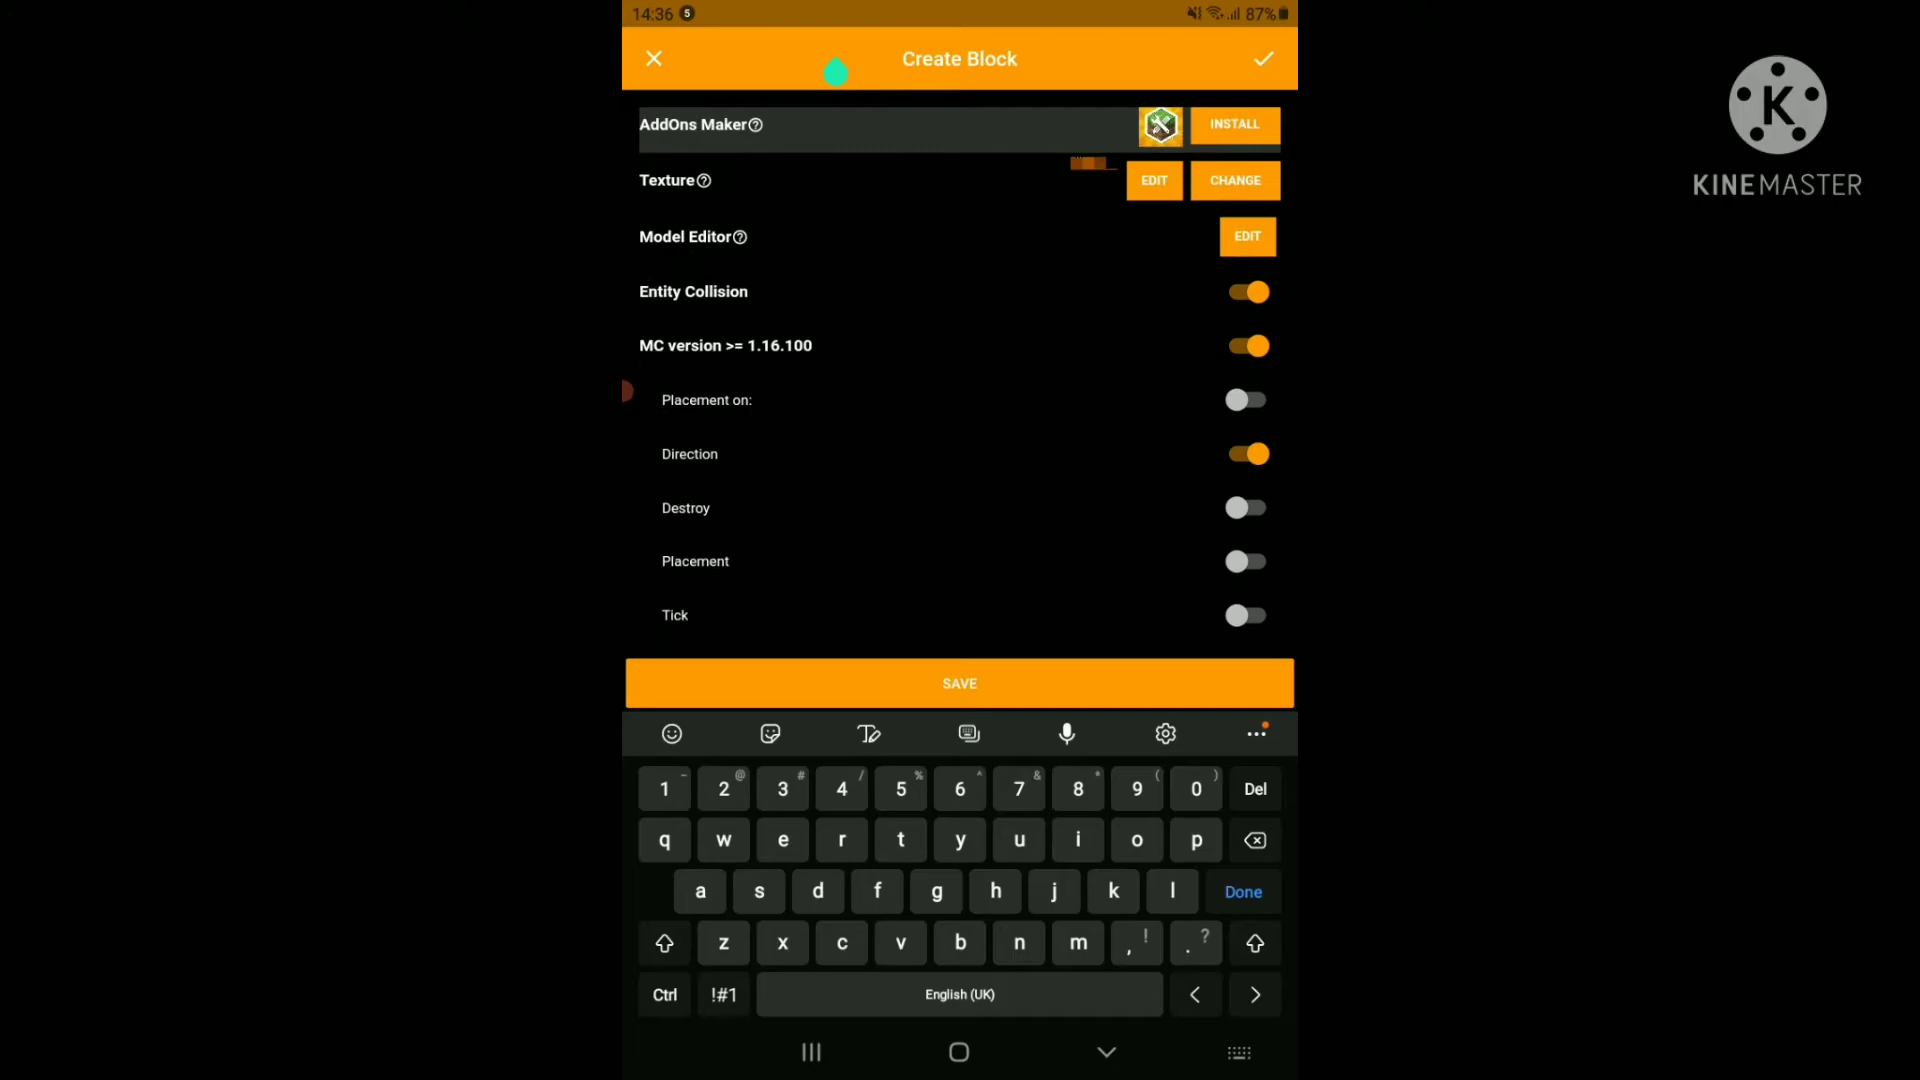 14:36 5 87%
Create Block
AddOns Maker INSTALL
Texture EDIT CHANGE
Model Editor EDIT
Entity Collision
MC version >= 1.16.100
Placement on:
Direction
Destroy
Placement
Tick
SAVE
1 - 2 @ 3 # 4 / 5 % 6 ^ 7 & 8 * 9 ( 0 ) Del
q w e r t y u i o p
a s d f g h j k l Done
z x c v b n m , ! . ?
Ctrl !#1 English (UK) < >
K
KINEMASTER